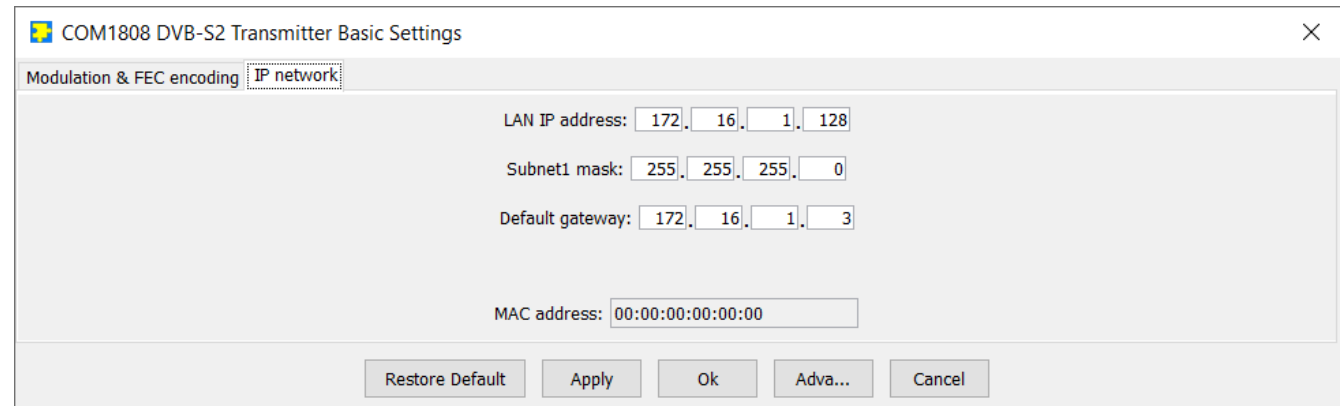 COM1808 DVB-S2 Transmitter Basic Settings
Modulation & FEC encoding IP network
LAN IP address: 172. 16. 1. 128
Subnet1 mask: 255. 255. 255. 0
Default gateway: 172. 16. 1. 3
MAC address: 00:00:00:00:00:00
Restore Default Apply Ok Adva... Cancel